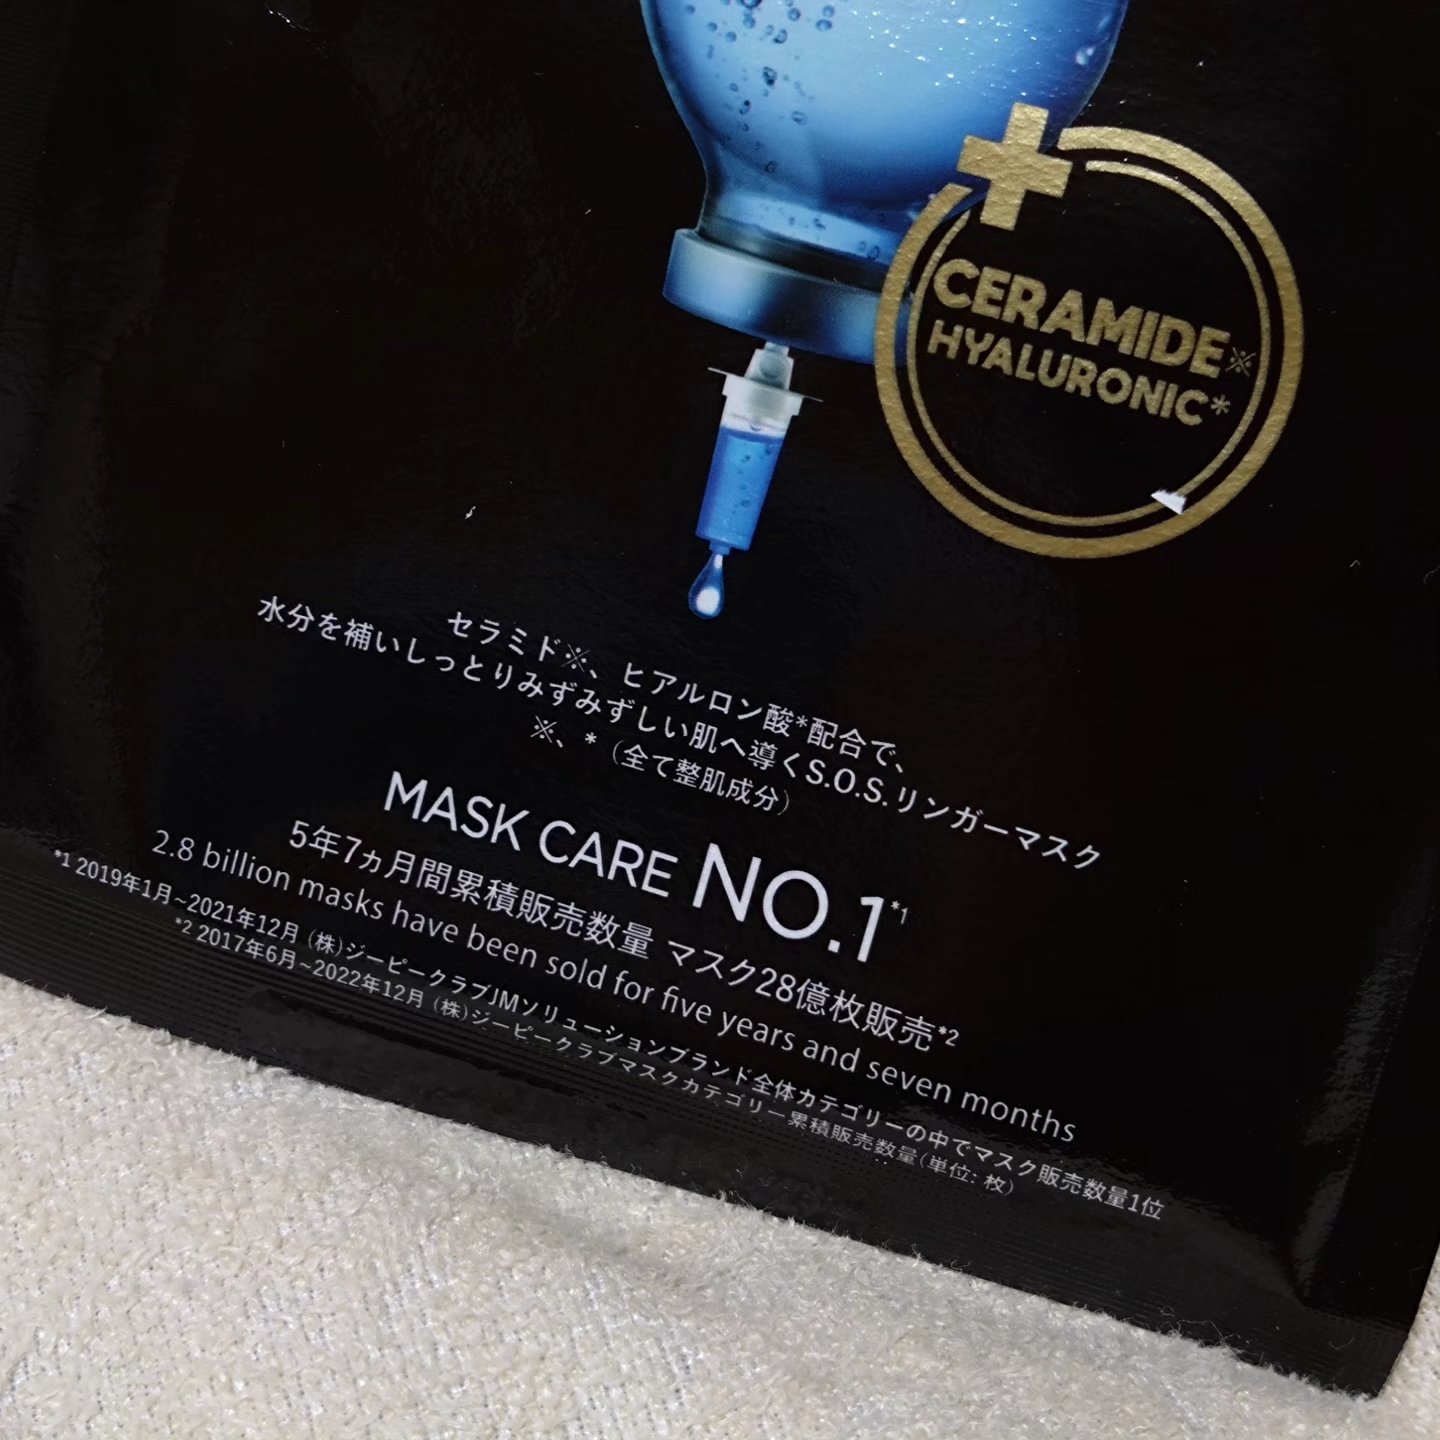 CERAMIDE※
HYALURONIC*
セラミド※、ヒアルロン酸*配合で、
水分を補いしっとりみずみずしい肌へ導くS.O.S.リンガーマスク
※、*（全て整肌成分）
MASK CARE NO.1*1
5年7ヵ月間累積販売数量 マスク28億枚販売*2
2.8 billion masks have been sold for five years and seven months
*1 2019年1月~2021年12月 (株)ジーピークラブJMソリューションブランド全体カテゴリーの中でマスク販売数量1位
*2 2017年6月~2022年12月 (株)ジーピークラブマスクカテゴリー累積販売数量(単位: 枚)